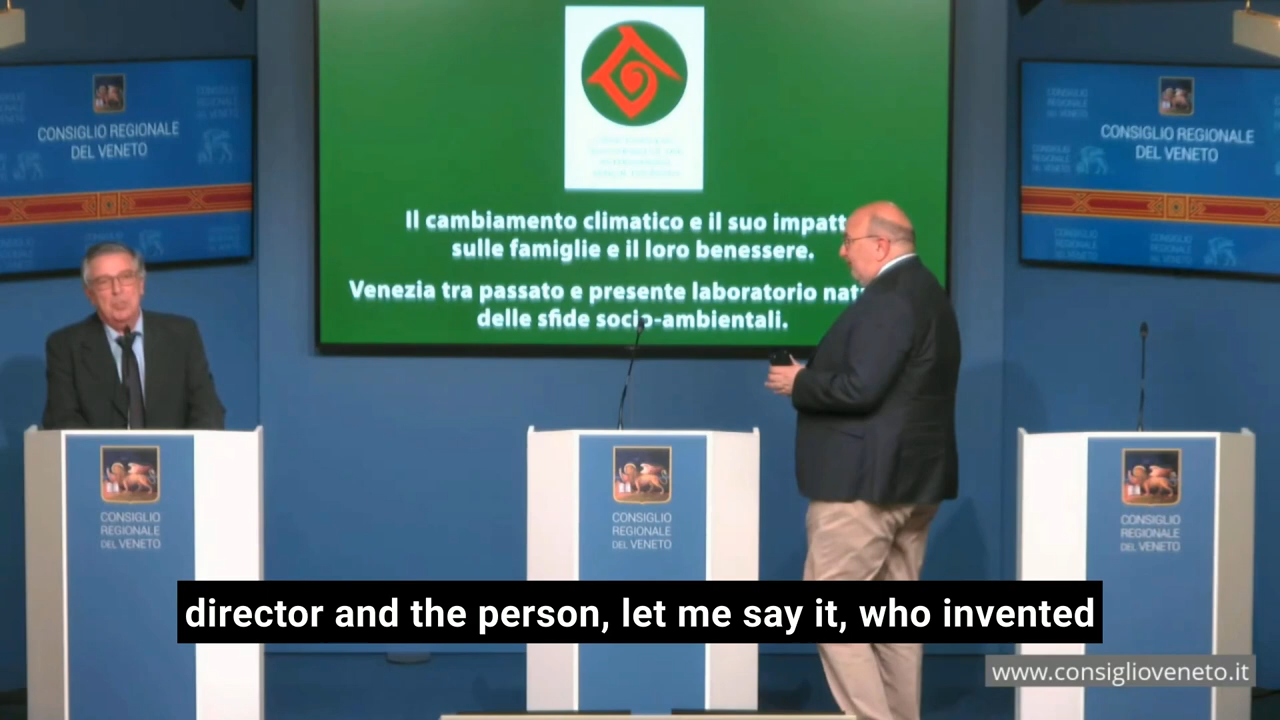 CONSIGLIO REGIONALE
DEL VENETO
Il cambiamento climatico e il suo impatt
sulle famiglie e il loro benessere.
Venezia tra passato e presente laboratorio nat
delle sfide socio-ambientali.
CONSIGLIO REGIONALE
DEL VENETO
CONSIGLIO
REGIONALE
DEL VENETO
CONSIGLIO
REGIONALE
DEL VENETO
CONSIGLIO
REGIONALE
DEL VENETO
director and the person, let me say it, who invented
www.consiglioveneto.it